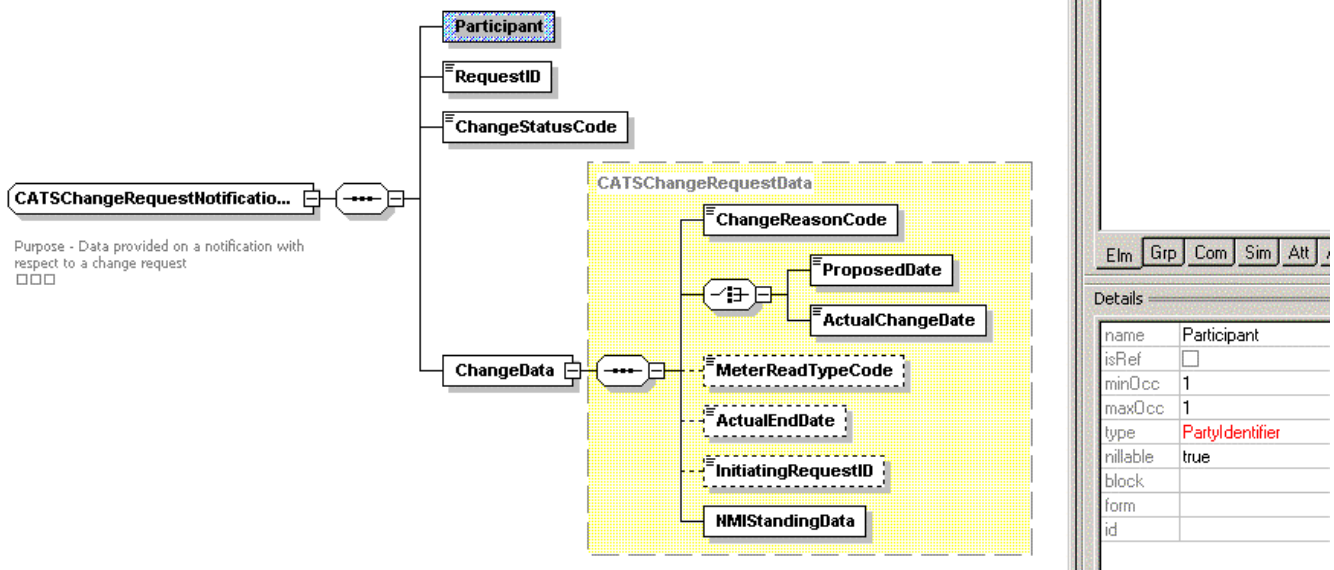 Participant
RequestID
ChangeStatusCode
CATSChangeRequestNotificatio...
Purpose - Data provided on a notification with
respect to a change request
CATSChangeRequestData
ChangeReasonCode
ProposedDate
ActualChangeDate
ChangeData
MeterReadTypeCode
ActualEndDate
InitiatingRequestID
NMIStandingData
Elm Grp Com Sim Att
Details
name Participant
isRef
minOcc 1
maxOcc 1
type PartyIdentifier
nillable true
block
form
id